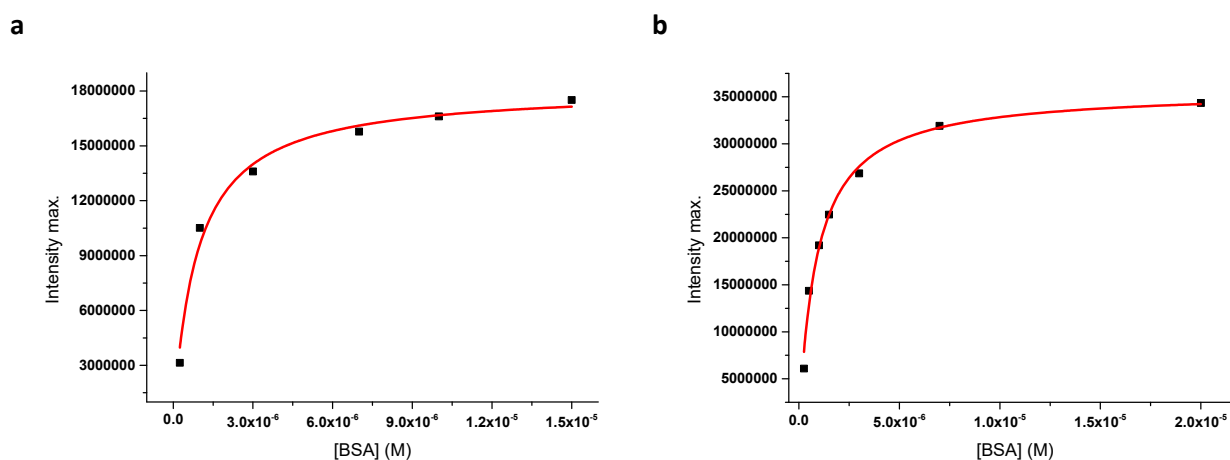 a
b
18000000
15000000
12000000
9000000
6000000
3000000
Intensity max.
0.0
3.0x10⁻⁶
6.0x10⁻⁶
9.0x10⁻⁶
1.2x10⁻⁵
1.5x10⁻⁵
[BSA] (M)
35000000
30000000
25000000
20000000
15000000
10000000
5000000
Intensity max.
0.0
5.0x10⁻⁶
1.0x10⁻⁵
1.5x10⁻⁵
2.0x10⁻⁵
[BSA] (M)